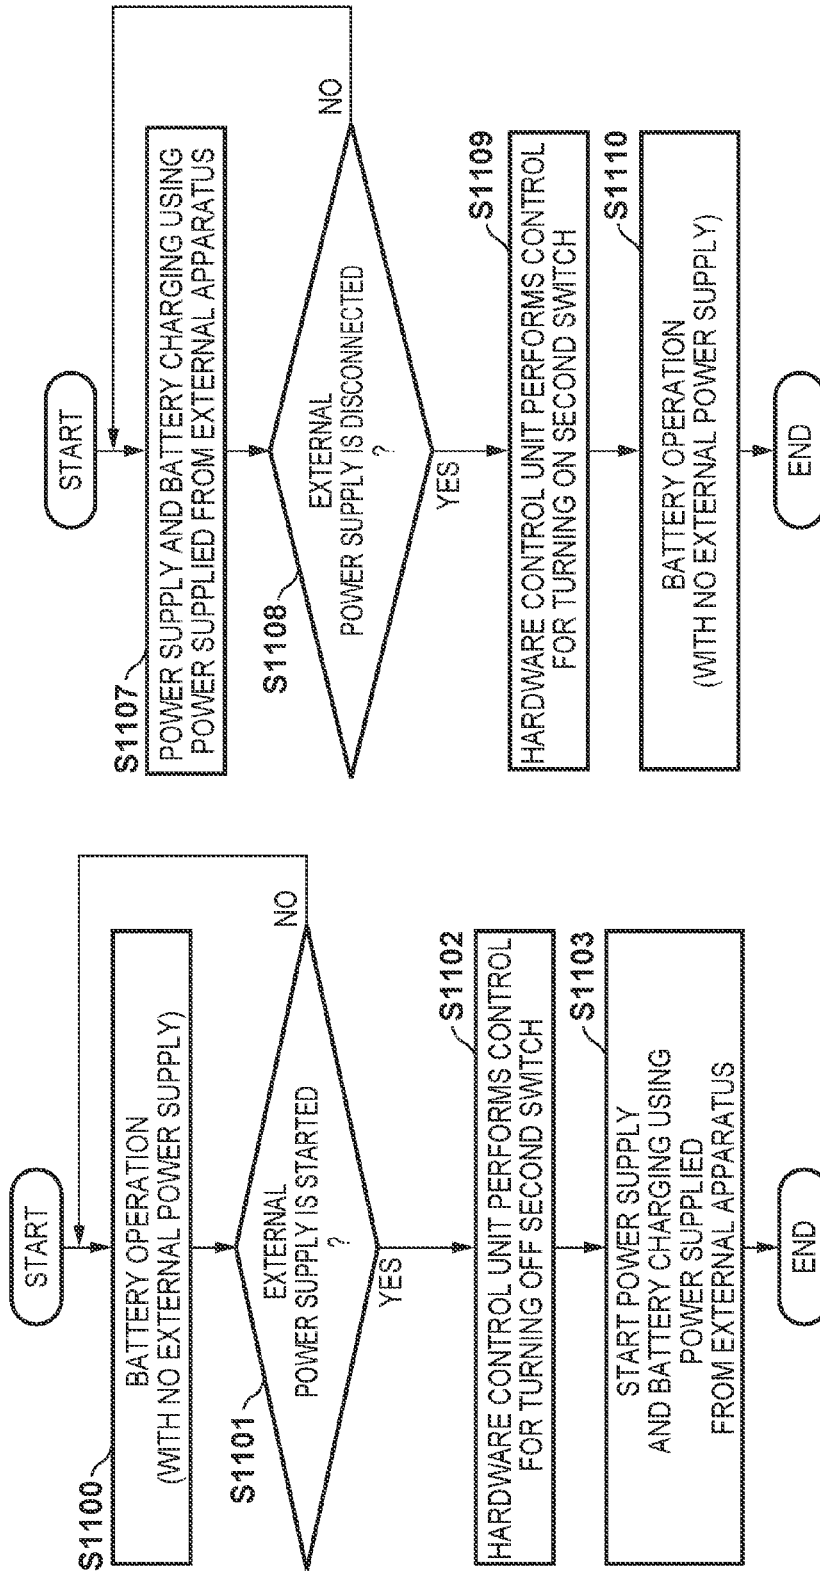 START
S1100
BATTERY OPERATION
(WITH NO EXTERNAL POWER SUPPLY)
S1101
EXTERNAL
POWER SUPPLY IS STARTED
?
NO
YES
S1102
HARDWARE CONTROL UNIT PERFORMS CONTROL
FOR TURNING OFF SECOND SWITCH
S1103
START POWER SUPPLY
AND BATTERY CHARGING USING
POWER SUPPLIED
FROM EXTERNAL APPARATUS
END
START
S1107
POWER SUPPLY AND BATTERY CHARGING USING
POWER SUPPLIED FROM EXTERNAL APPARATUS
S1108
EXTERNAL
POWER SUPPLY IS DISCONNECTED
?
NO
YES
S1109
HARDWARE CONTROL UNIT PERFORMS CONTROL
FOR TURNING ON SECOND SWITCH
S1110
BATTERY OPERATION
(WITH NO EXTERNAL POWER SUPPLY)
END